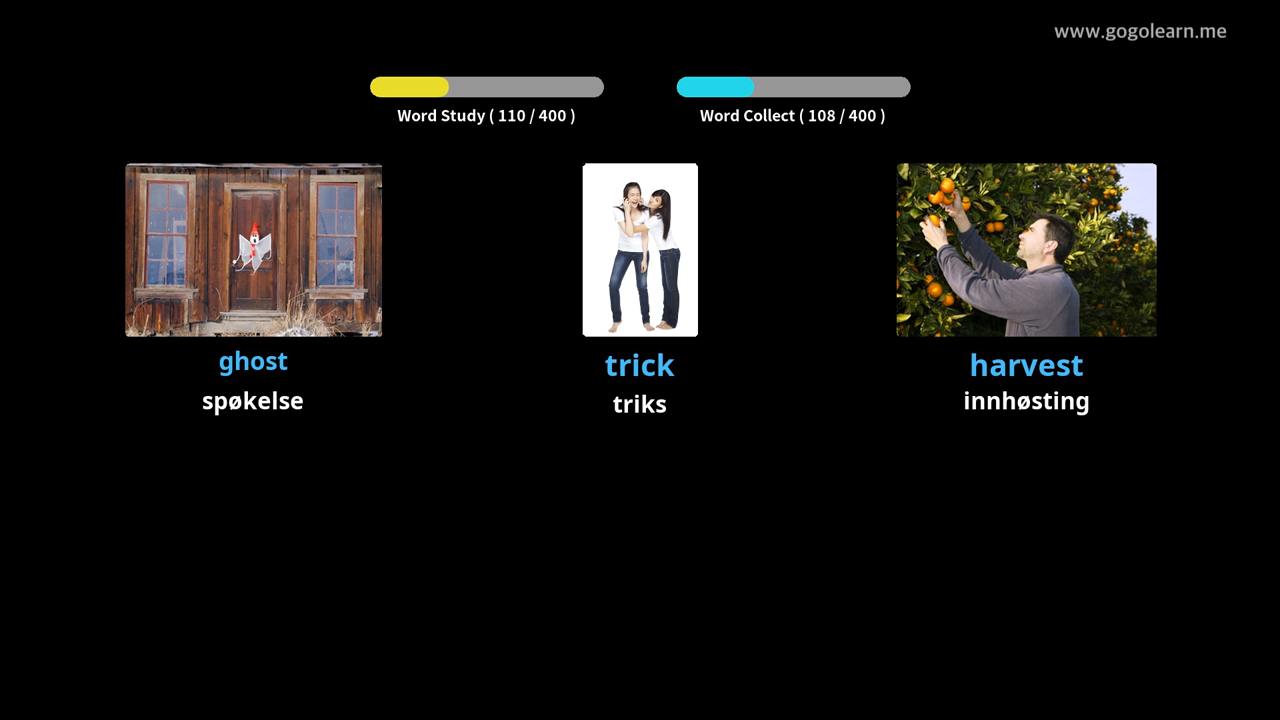 www.gogolearn.me
Word Study ( 110 / 400 )
Word Collect ( 108 / 400 )
ghost
spøkelse
trick
triks
harvest
innhøsting